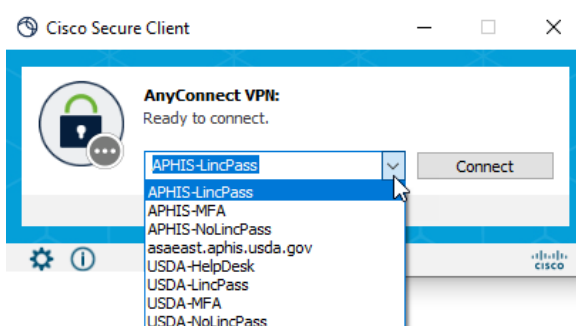 Cisco Secure Client
AnyConnect VPN:
Ready to connect.
APHIS-LincPass
Connect
APHIS-LincPass
APHIS-MFA
APHIS-NoLincPass
asaeast.aphis.usda.gov
USDA-HelpDesk
USDA-LincPass
USDA-MFA
USDA-NoLincPass
cisco